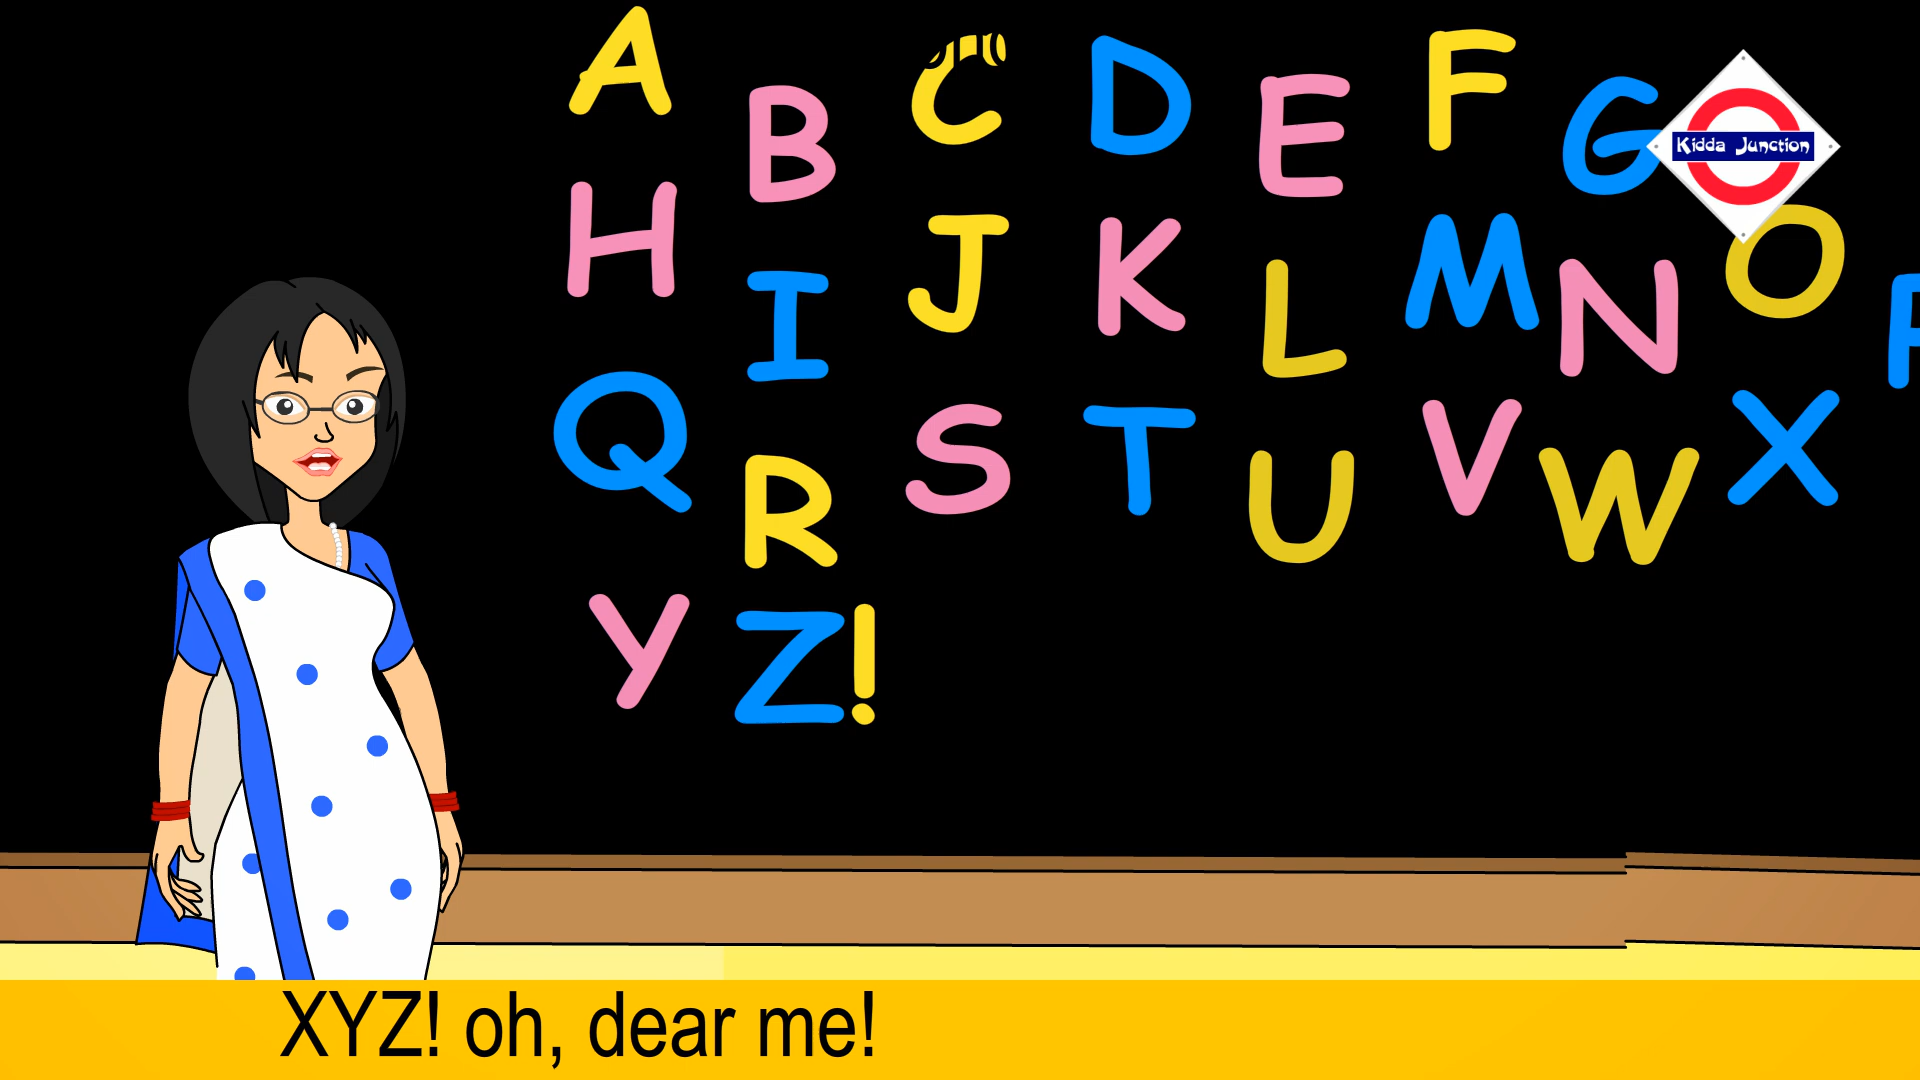 A B C D E F G
Kidda Junction
H I J K L M N O P
Q R S T U V W X
Y Z!
XYZ! oh, dear me!